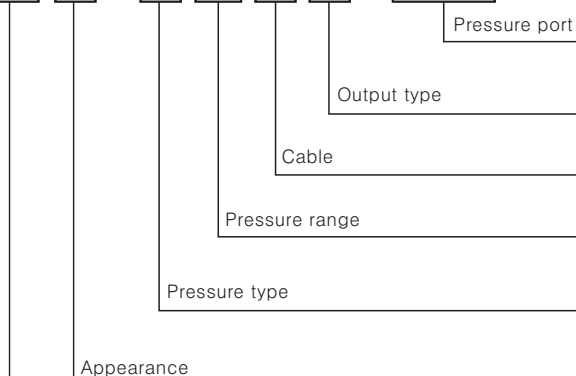 Pressure port
Output type
Cable
Pressure range
Pressure type
Appearance